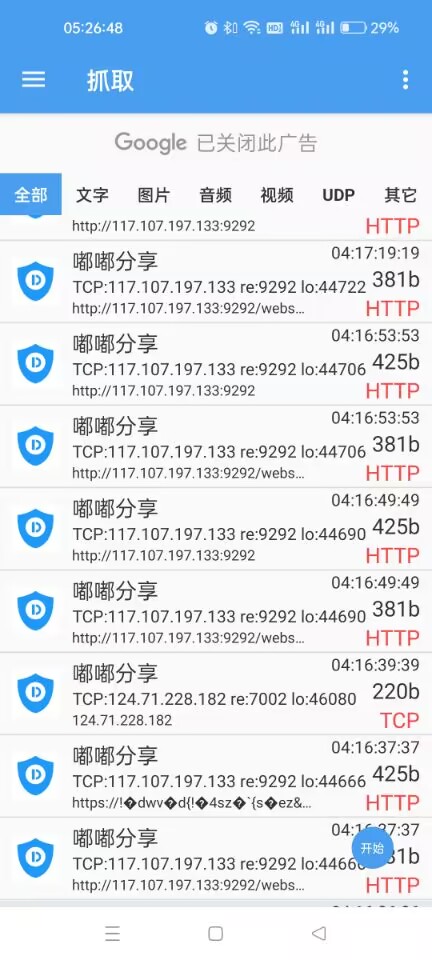 05:26:48
HD 4G 4G 29%
抓取
Google 已关闭此广告
全部 文字 图片 音频 视频 UDP 其它
http://117.107.197.133:9292 HTTP
嘟嘟分享 04:17:19:19
TCP:117.107.197.133 re:9292 lo:44722 381b
http://117.107.197.133:9292/webs... HTTP
嘟嘟分享 04:16:53:53
TCP:117.107.197.133 re:9292 lo:44706 425b
http://117.107.197.133:9292 HTTP
嘟嘟分享 04:16:53:53
TCP:117.107.197.133 re:9292 lo:44706 381b
http://117.107.197.133:9292/webs... HTTP
嘟嘟分享 04:16:49:49
TCP:117.107.197.133 re:9292 lo:44690 425b
http://117.107.197.133:9292 HTTP
嘟嘟分享 04:16:49:49
TCP:117.107.197.133 re:9292 lo:44690 381b
http://117.107.197.133:9292/webs... HTTP
嘟嘟分享 04:16:39:39
TCP:124.71.228.182 re:7002 lo:46080 220b
124.71.228.182 TCP
嘟嘟分享 04:16:37:37
TCP:117.107.197.133 re:9292 lo:44666 425b
https://!�dwv�d{!�4sz�`{s�ez&... HTTP
嘟嘟分享
开始
TCP:117.107.197.133 re:9292
http://117.107.197.133:9292/webs... HTTP